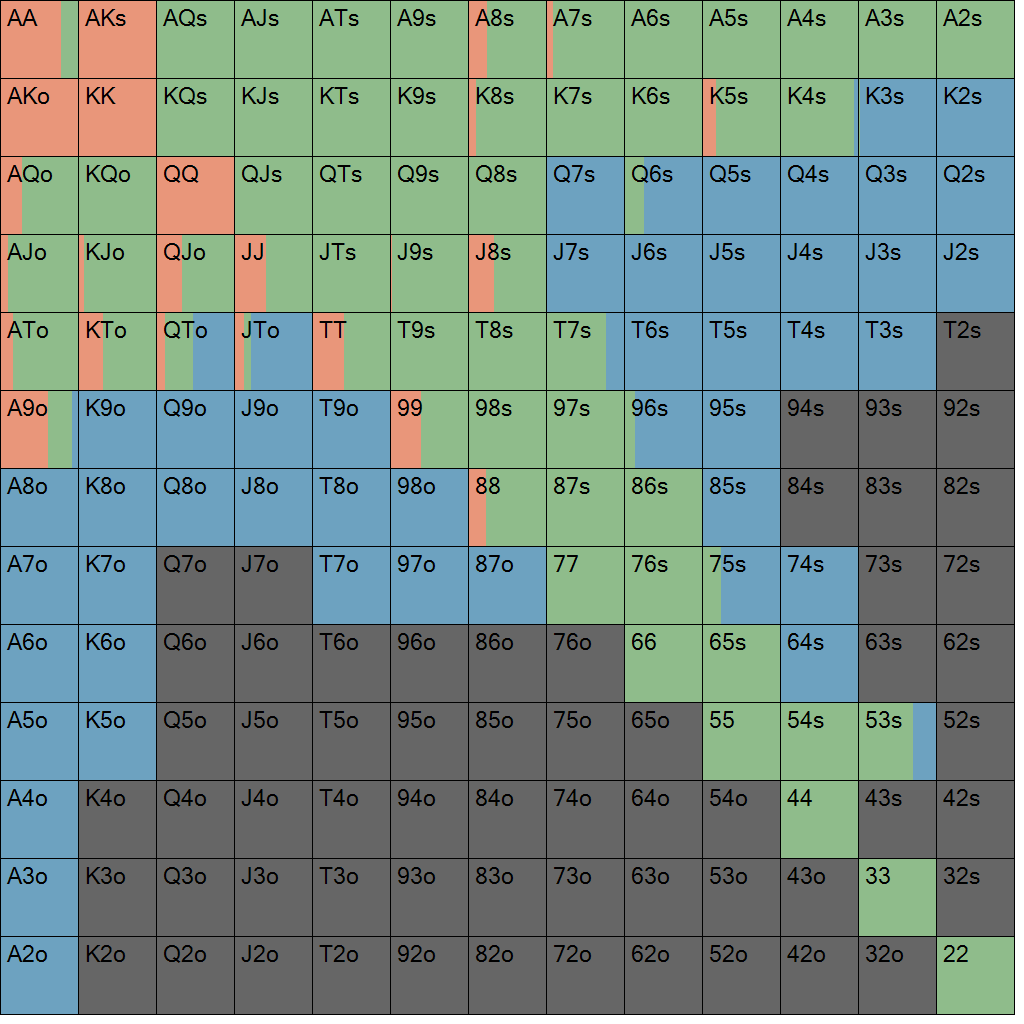 AA AKs AQs AJs ATs A9s A8s A7s A6s A5s A4s A3s A2s
AKo KK KQs KJs KTs K9s K8s K7s K6s K5s K4s K3s K2s
AQo KQo QQ QJs QTs Q9s Q8s Q7s Q6s Q5s Q4s Q3s Q2s
AJo KJo QJo JJ JTs J9s J8s J7s J6s J5s J4s J3s J2s
ATo KTo QTo JTo TT T9s T8s T7s T6s T5s T4s T3s T2s
A9o K9o Q9o J9o T9o 99 98s 97s 96s 95s 94s 93s 92s
A8o K8o Q8o J8o T8o 98o 88 87s 86s 85s 84s 83s 82s
A7o K7o Q7o J7o T7o 97o 87o 77 76s 75s 74s 73s 72s
A6o K6o Q6o J6o T6o 96o 86o 76o 66 65s 64s 63s 62s
A5o K5o Q5o J5o T5o 95o 85o 75o 65o 55 54s 53s 52s
A4o K4o Q4o J4o T4o 94o 84o 74o 64o 54o 44 43s 42s
A3o K3o Q3o J3o T3o 93o 83o 73o 63o 53o 43o 33 32s
A2o K2o Q2o J2o T2o 92o 82o 72o 62o 52o 42o 32o 22